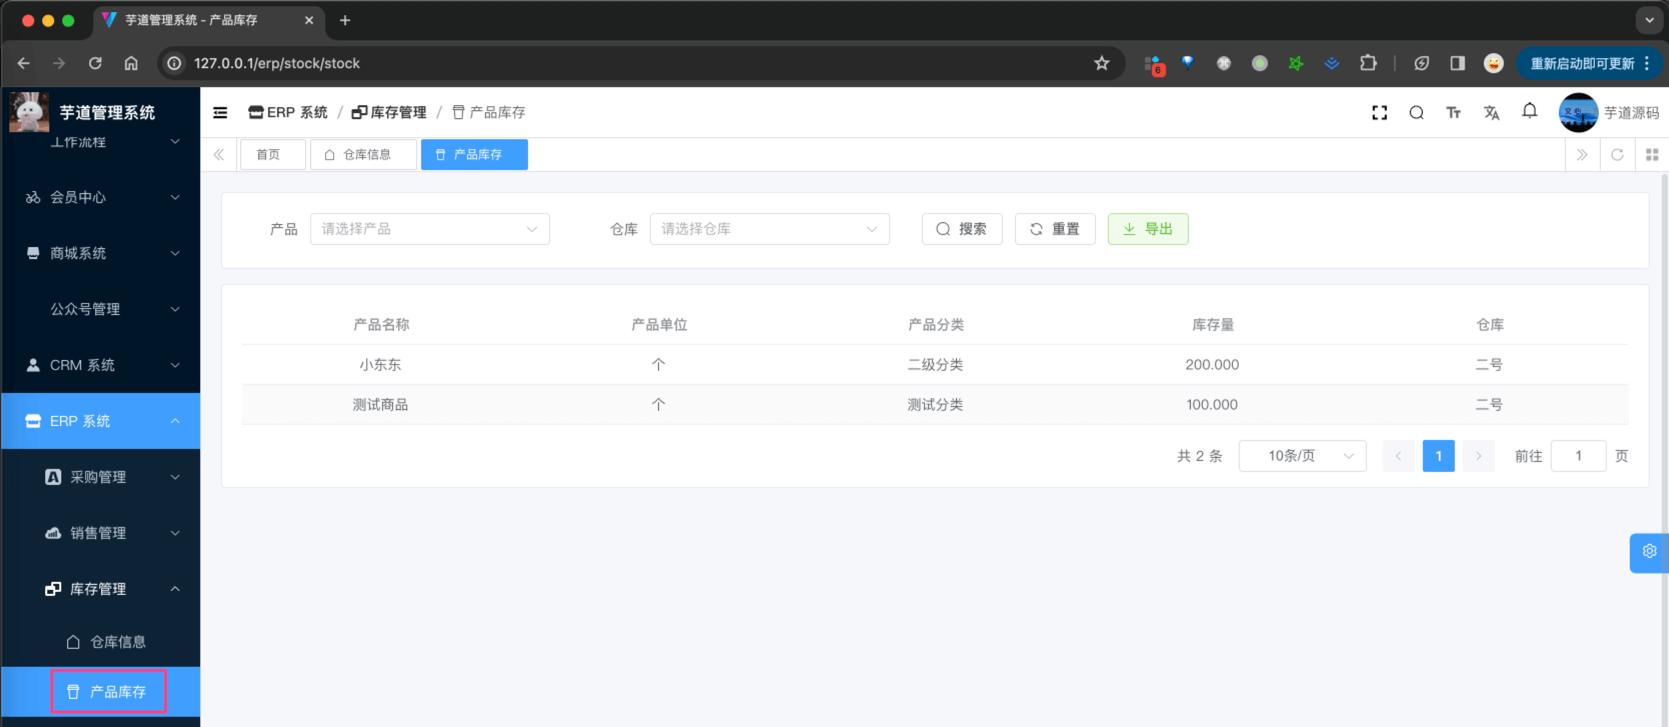 芋道管理系统 - 产品库存
127.0.0.1/erp/stock/stock
6
重新启动即可更新
芋道管理系统
工作流程
会员中心
商城系统
公众号管理
CRM 系统
ERP 系统
采购管理
销售管理
库存管理
仓库信息
产品库存
ERP 系统 / 库存管理 / 产品库存
芋道源码
首页 仓库信息 产品库存
产品 请选择产品 仓库 请选择仓库 搜索 重置 导出
产品名称 产品单位 产品分类 库存量 仓库
小东东 个 二级分类 200.000 二号
测试商品 个 测试分类 100.000 二号
共 2 条 10条/页 1 前往 1 页